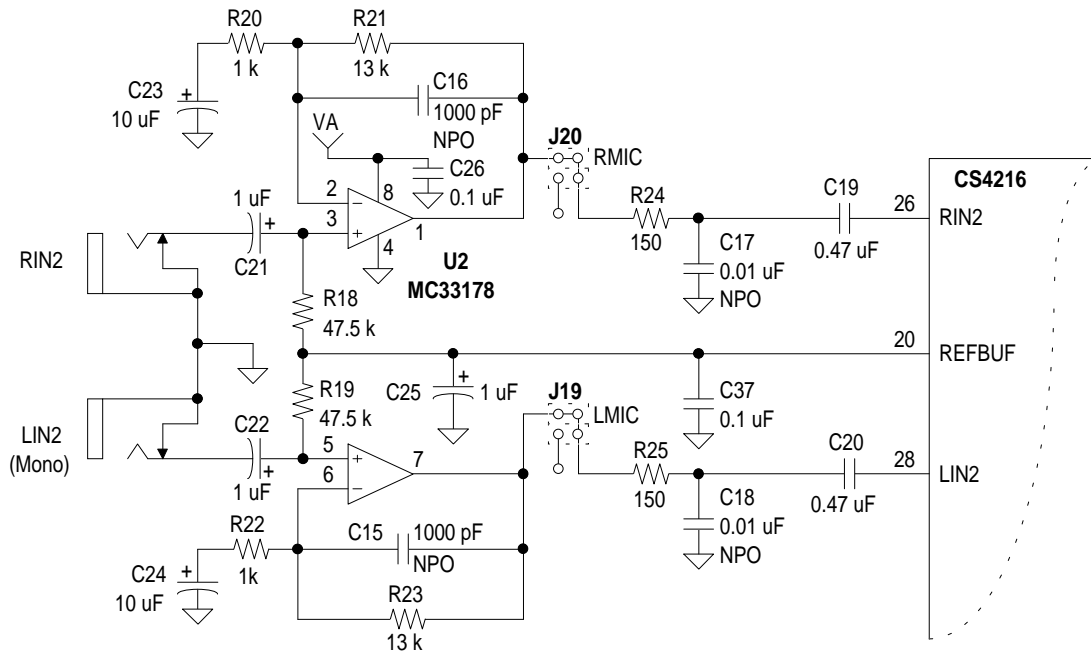 R20
1 k
R21
13 k
C23
+
10 uF
C16
1000 pF
NPO
VA
C26
0.1 uF
J20
RMIC
CS4216
2
−
3
+
8
4
1
U2
MC33178
1 uF
+
C21
RIN2
R24
150
C17
0.01 uF
NPO
C19
0.47 uF
26
RIN2
R18
47.5 k
20
REFBUF
R19
47.5 k
C25
+
1 uF
C37
0.1 uF
J19
LMIC
LIN2
(Mono)
C22
+
1 uF
5
+
6
−
7
R25
150
C18
0.01 uF
NPO
C20
0.47 uF
28
LIN2
R22
1k
C15
1000 pF
NPO
C24
+
10 uF
R23
13 k